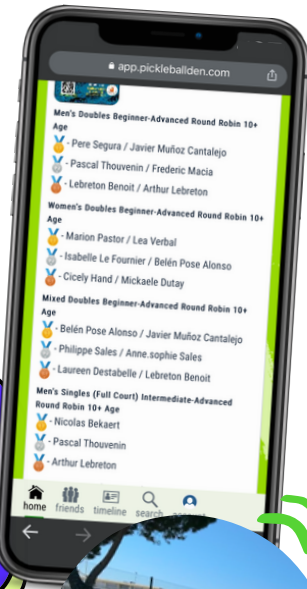 app.pickleballden.com
Men's Doubles Beginner-Advanced Round Robin 10+
Age
- Pere Segura / Javier Muñoz Cantalejo
- Pascal Thouvenin / Frederic Macia
- Lebreton Benoit / Arthur Lebreton
Women's Doubles Beginner-Advanced Round Robin 10+
Age
- Marion Pastor / Lea Verbal
- Isabelle Le Fournier / Belén Pose Alonso
- Cicely Hand / Mickaele Dutay
Mixed Doubles Beginner-Advanced Round Robin 10+
Age
- Belén Pose Alonso / Javier Muñoz Cantalejo
- Philippe Sales / Anne.sophie Sales
- Laureen Destabelle / Lebreton Benoit
Men's Singles (Full Court) Intermediate-Advanced
Round Robin 10+ Age
- Nicolas Bekaert
- Pascal Thouvenin
- Arthur Lebreton
home friends timeline search